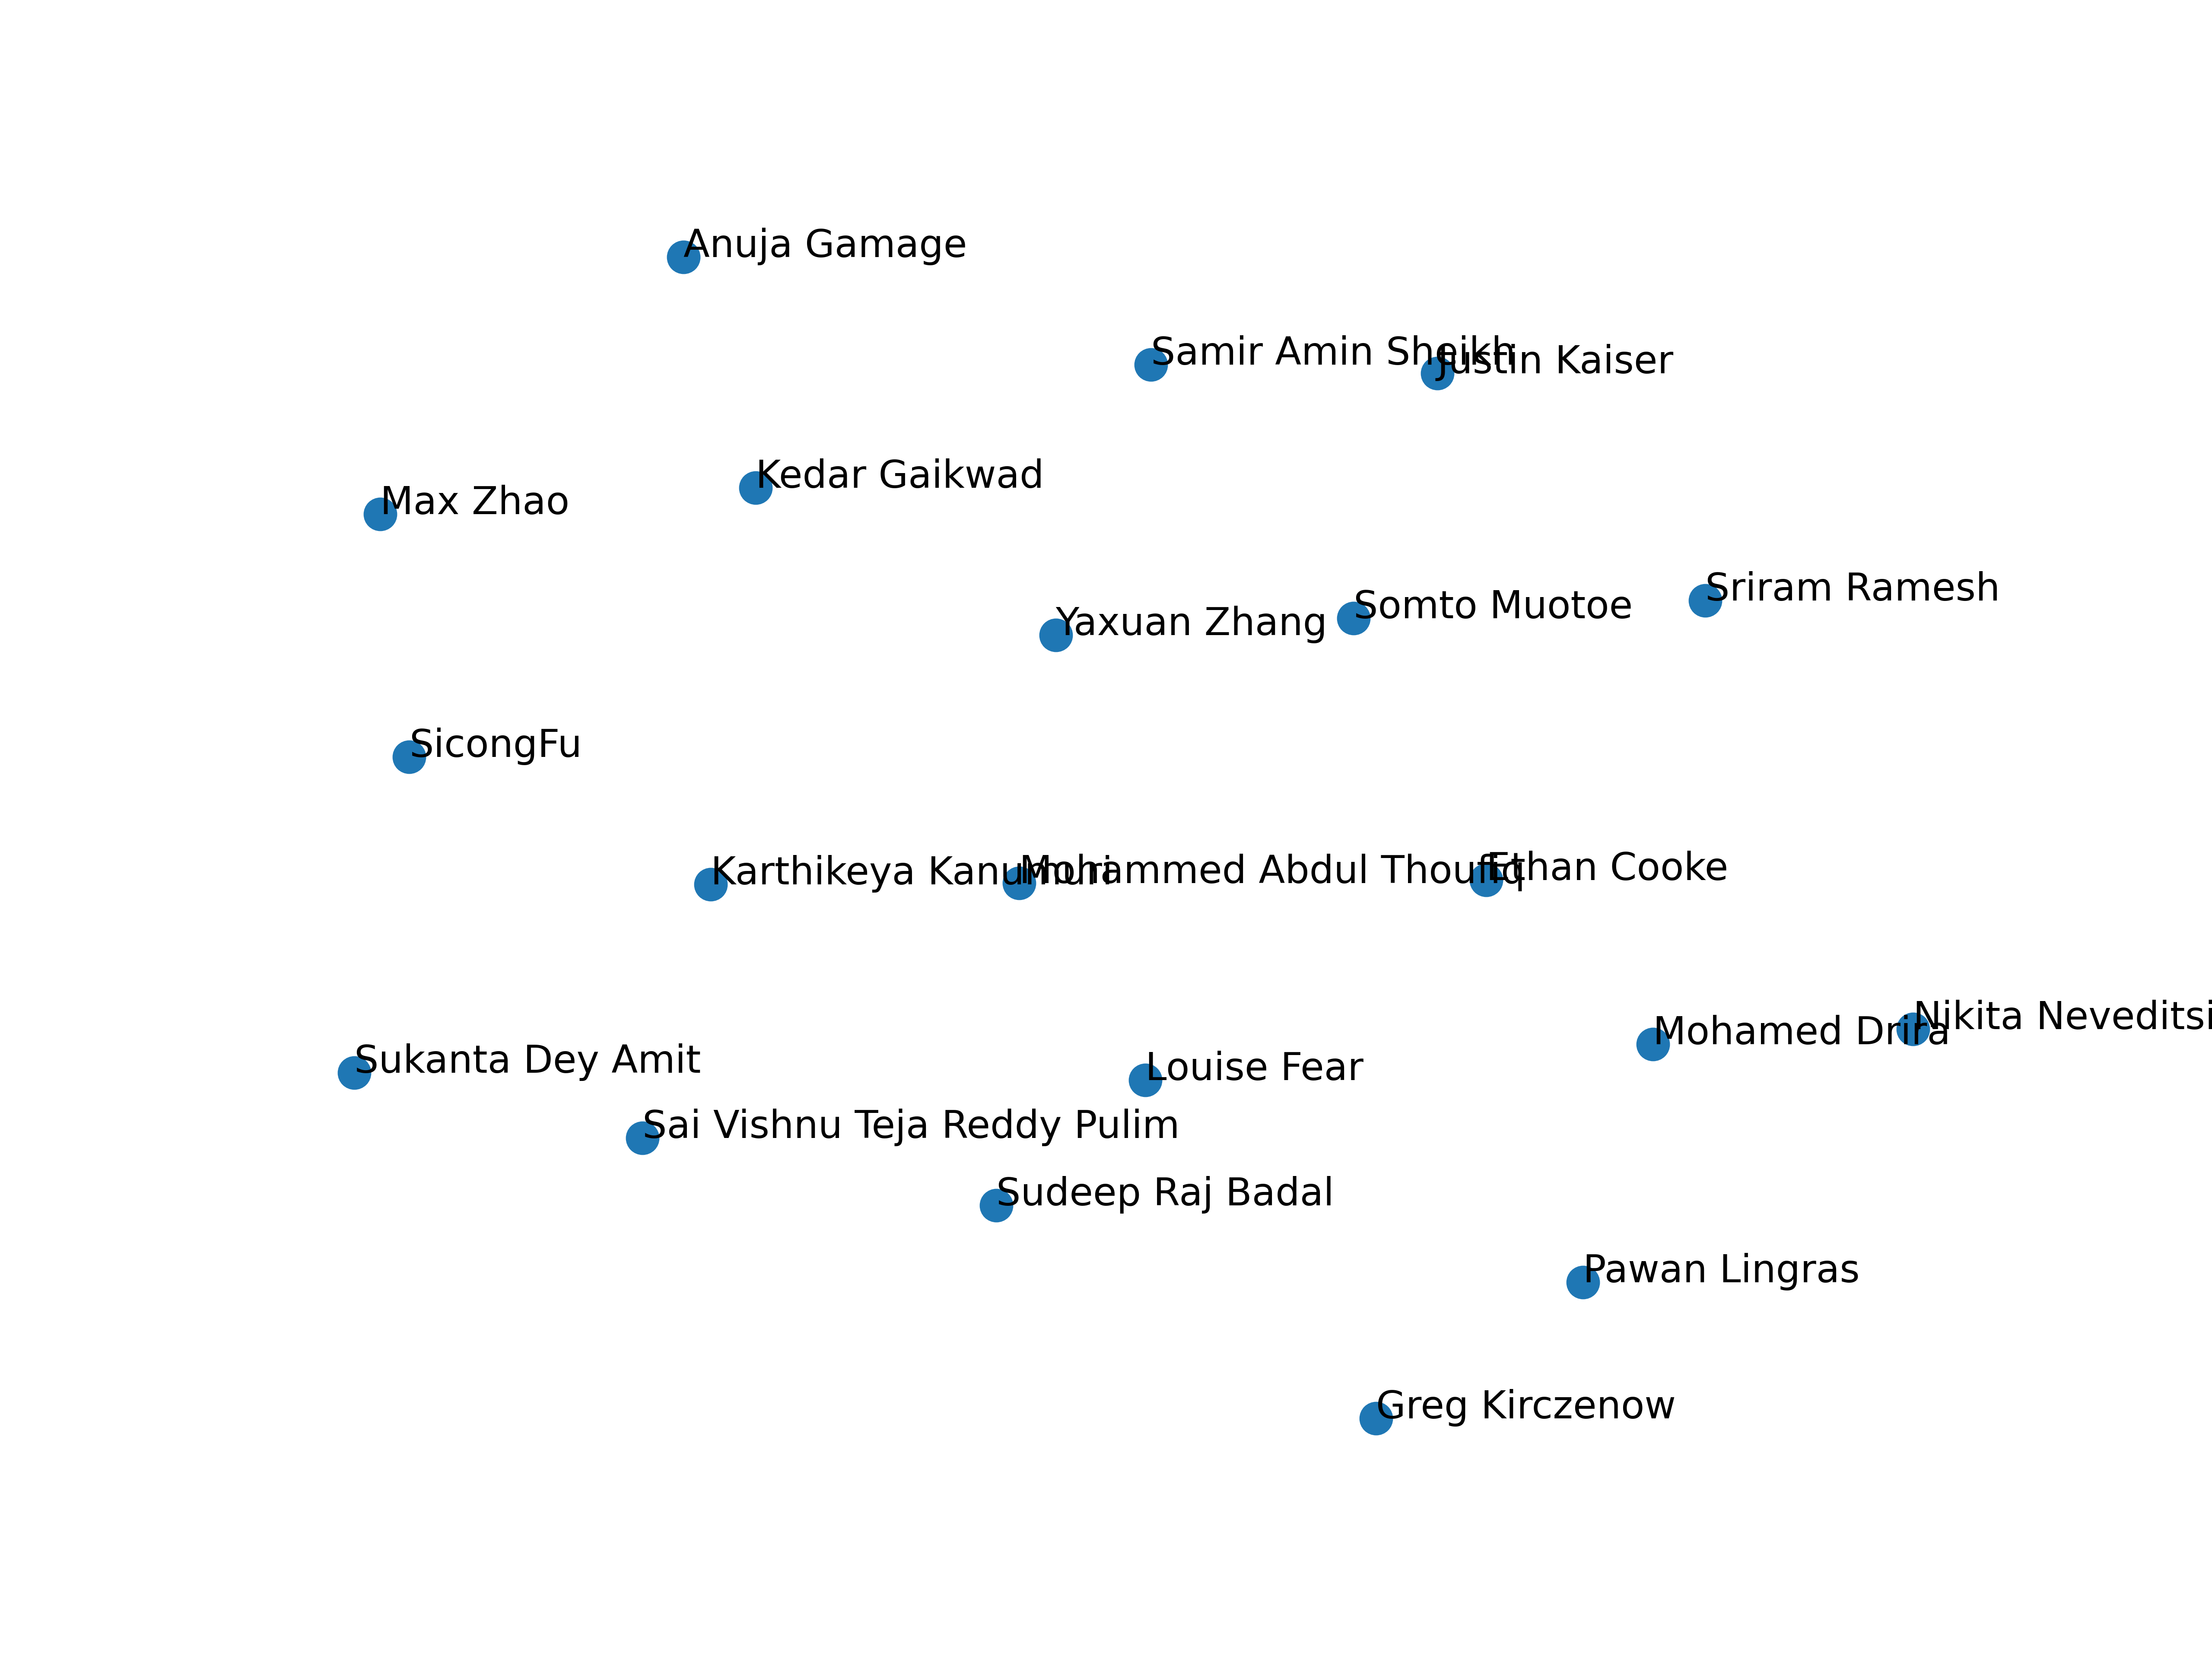 Anuja Gamage
Samir Amin Sheikh
Justin Kaiser
Kedar Gaikwad
Max Zhao
Sriram Ramesh
Somto Muotoe
Yaxuan Zhang
SicongFu
Karthikeya Kanumuri
Mohammed Abdul Thoufiq
Ethan Cooke
Nikita Neveditsi
Mohamed Drira
Sukanta Dey Amit
Louise Fear
Sai Vishnu Teja Reddy Pulim
Sudeep Raj Badal
Pawan Lingras
Greg Kirczenow